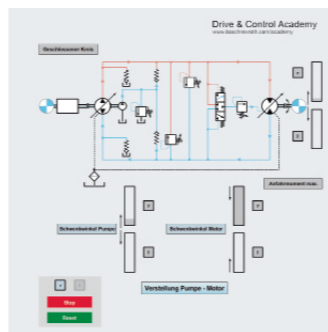 Drive & Control Academy
www.boschrexroth.com/academy
Geschlossener Kreis
Anfahrmoment max.
Schwenkwinkel Pumpe
Schwenkwinkel Motor
Verstellung Pumpe - Motor
Stop
Reset